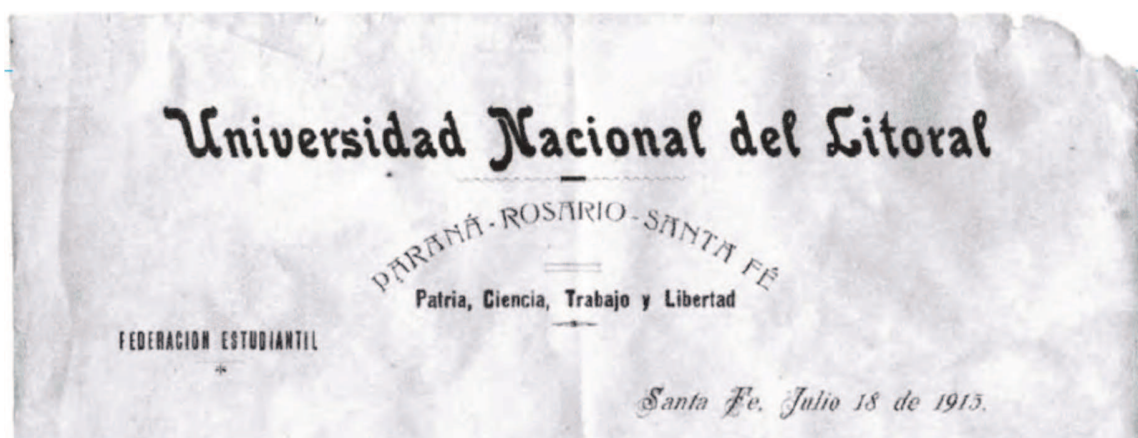 Universidad Nacional del Litoral
PARANÁ - ROSARIO - SANTA FÉ
Patria, Ciencia, Trabajo y Libertad
FEDERACION ESTUDIANTIL
Santa Fe, Julio 18 de 1913.